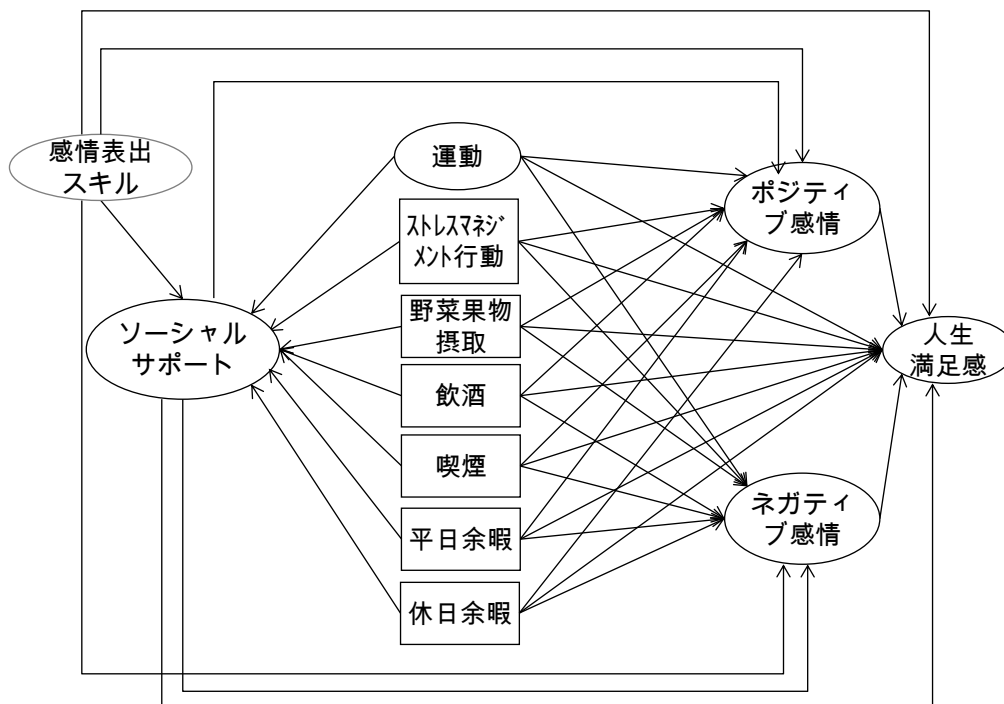 感情表出
スキル
運動
ポジティ
ブ感情
ｽﾄﾚｽﾏﾈｼﾞ
ﾒﾝﾄ行動
ソーシャル
サポート
野菜果物
摂取
人生
満足感
飲酒
喫煙
ネガティ
ブ感情
平日余暇
休日余暇